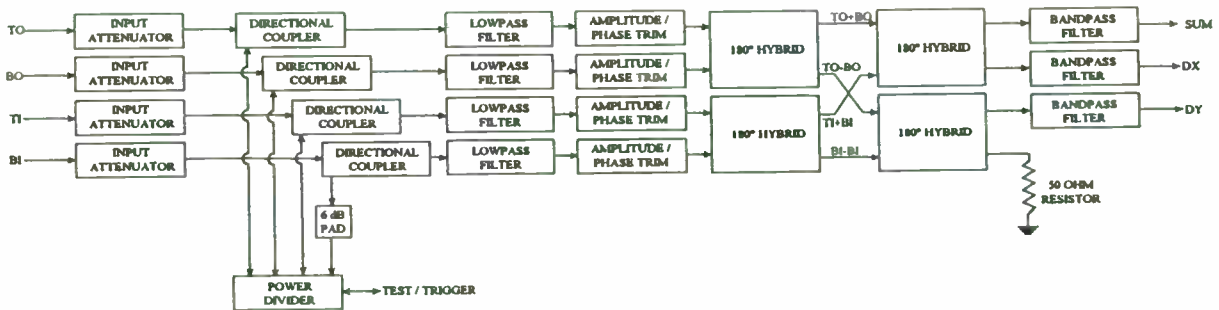 TO
INPUT
ATTENUATOR
DIRECTIONAL
COUPLER
LOWPASS
FILTER
AMPLITUDE /
PHASE TRIM
180° HYBRID
TO+BO
180° HYBRID
BANDPASS
FILTER
SUM
BO
INPUT
ATTENUATOR
DIRECTIONAL
COUPLER
LOWPASS
FILTER
AMPLITUDE /
PHASE TRIM
TO-BO
BANDPASS
FILTER
DX
TI
INPUT
ATTENUATOR
DIRECTIONAL
COUPLER
LOWPASS
FILTER
AMPLITUDE /
PHASE TRIM
180° HYBRID
TI+BI
180° HYBRID
BANDPASS
FILTER
DY
BI
INPUT
ATTENUATOR
DIRECTIONAL
COUPLER
LOWPASS
FILTER
AMPLITUDE /
PHASE TRIM
BI-BI
50 OHM
RESISTOR
6 dB
PAD
POWER
DIVIDER
TEST / TRIGGER